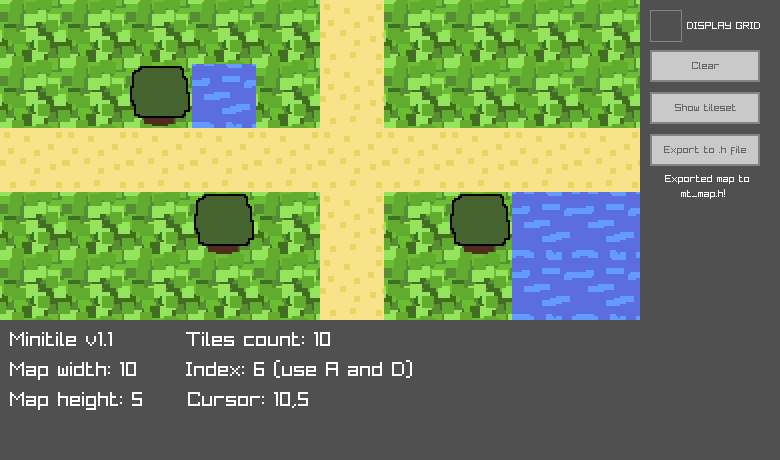 DISPLAY GRID
Clear
Show tileset
Export to .h file
Exported map to
mt_map.h!
Minitile v1.1
Tiles count: 10
Map width: 10
Index: 6 (use A and D)
Map height: 5
Cursor: 10,5